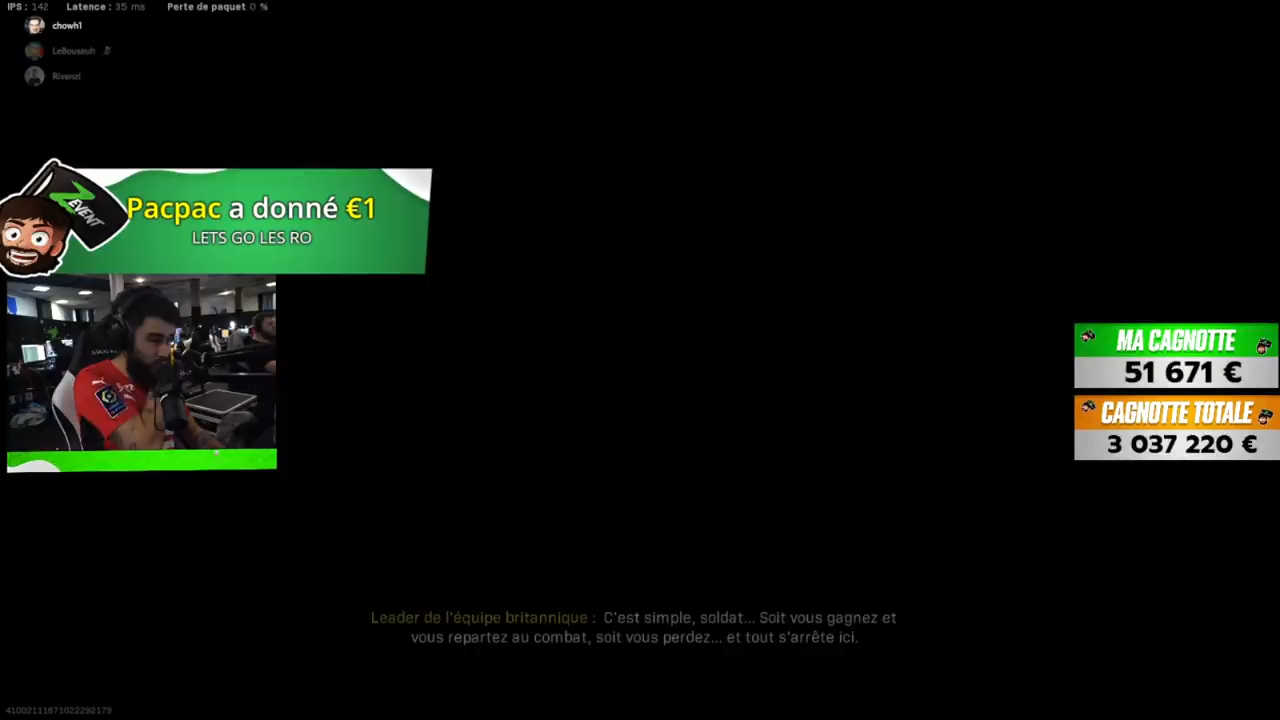 IPS : 142 Latence : 35 ms Perte de paquet 0 %
chowh1
LeBouseuh
Rivenzi
ZEVENT
Pacpac a donné €1
LETS GO LES RO
MA CAGNOTTE
51 671 €
CAGNOTTE TOTALE
3 037 220 €
Leader de l'équipe britannique : C'est simple, soldat... Soit vous gagnez et
vous repartez au combat, soit vous perdez... et tout s'arrête ici.
41002111671022292179